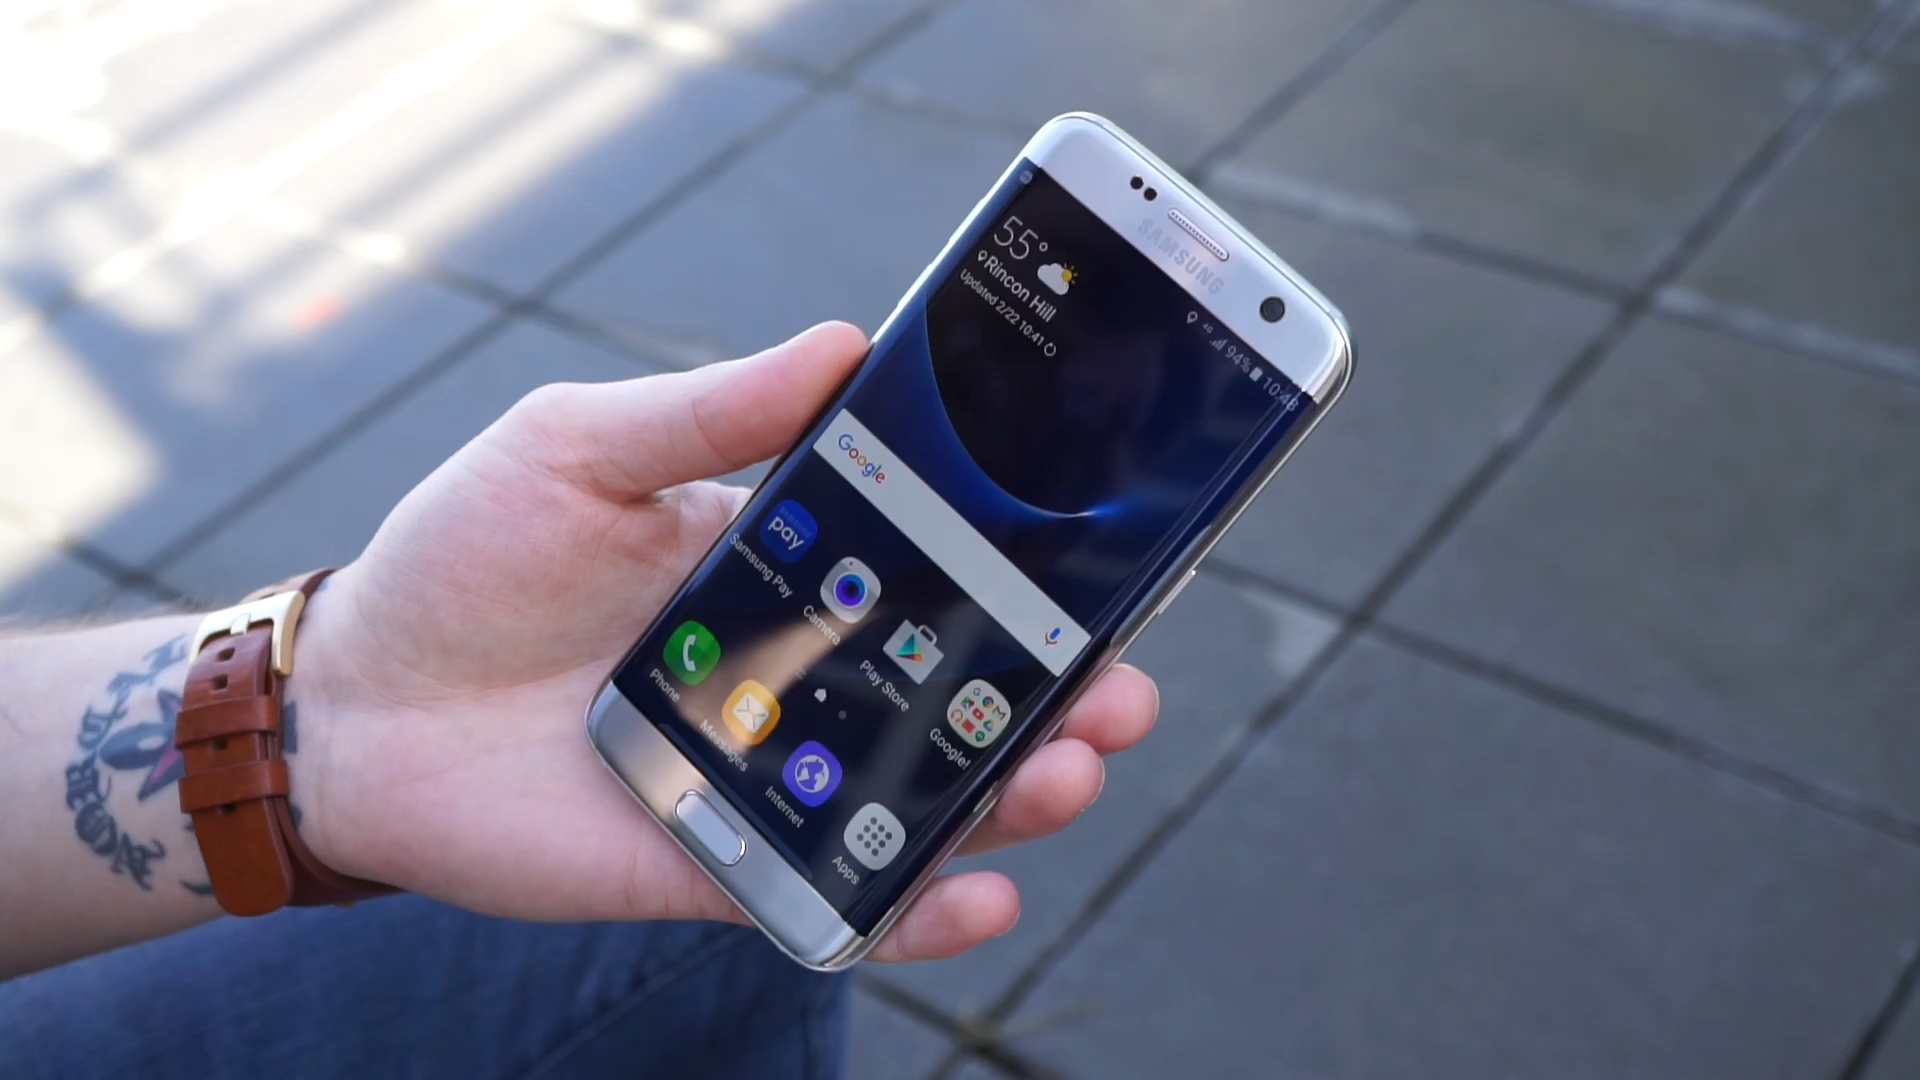 SAMSUNG
4G 94% 10:48
55°
Rincon Hill
Updated 2/22 10:41
Google
pay
Samsung Pay
Camera
Play Store
Google!
Phone
Messages
Internet
Apps